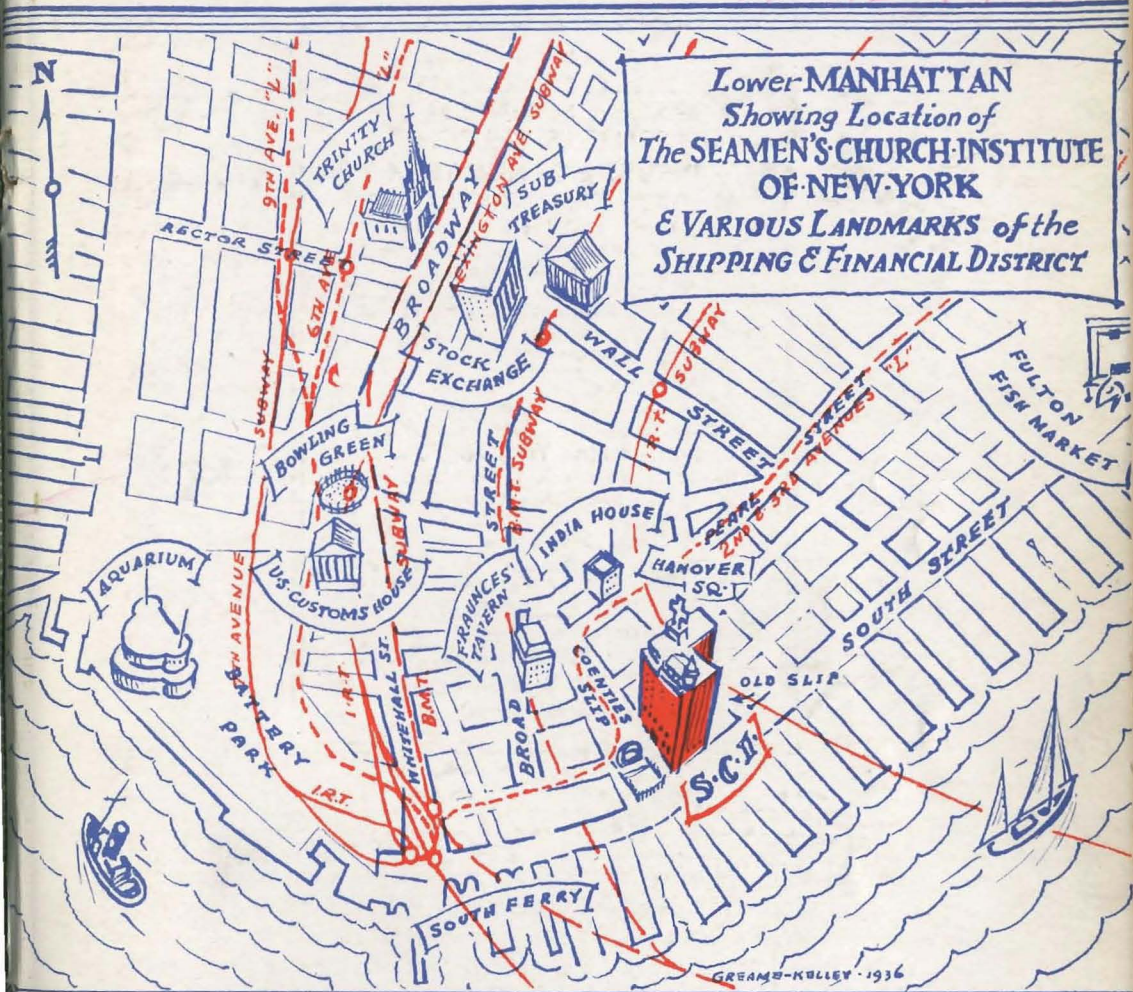 Lower MANHATTAN
Showing Location of
The SEAMEN'S·CHURCH·INSTITUTE
OF·NEW·YORK
& VARIOUS LANDMARKS of the
SHIPPING & FINANCIAL DISTRICT
N
9TH AVE. "L"
"L"
TRINITY
CHURCH
RECTOR STREET
6TH AVE
BROADWAY
LEXINGTON AVE. SUBWAY
SUB
TREASURY
STOCK
EXCHANGE
WALL
STREET
SUBWAY
I.R.T. SUBWAY
PEARL STREET "L"
2ND & 3RD AVENUES
FULTON
FISH MARKET
BOWLING
GREEN
STREET
B.M.T. SUBWAY
SUBWAY
INDIA HOUSE
HANOVER
SQ.
SOUTH STREET
AQUARIUM
U.S. CUSTOMS HOUSE
FRAUNCES'
TAVERN
COENTIES
SLIP
OLD SLIP
9TH AVENUE
BATTERY
PARK
I.R.T.
WHITEHALL ST.
B.M.T.
BROAD
S.C.I.
I.R.T.
SOUTH FERRY
GREAME-KELLEY·1936